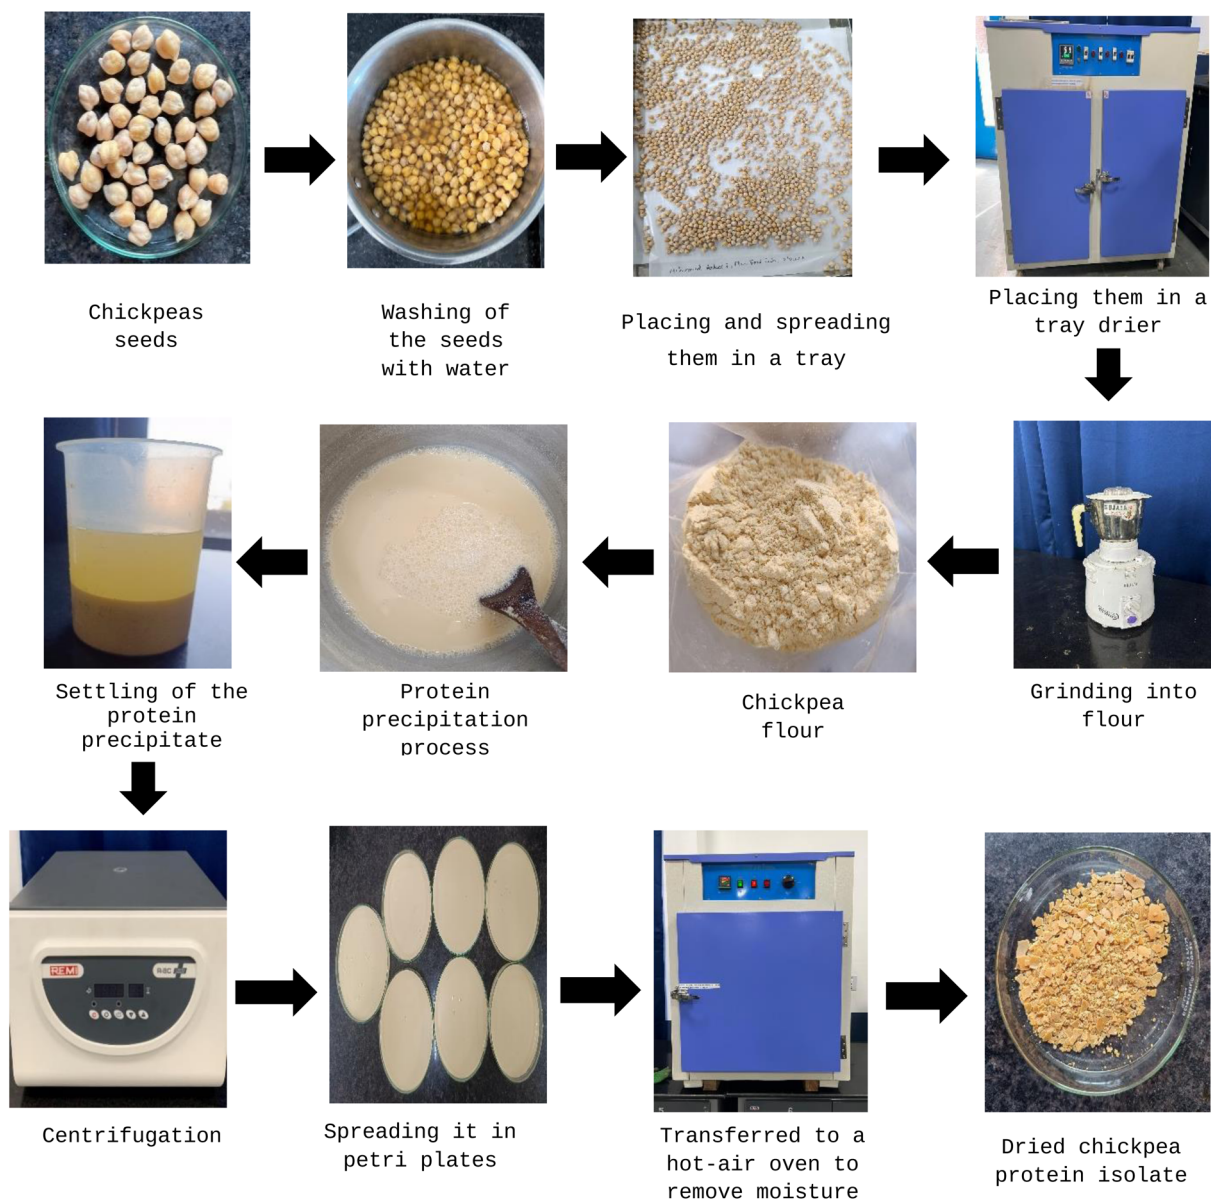 Chickpeas
seeds
Washing of
the seeds
with water
Placing and spreading
them in a tray
Placing them in a
tray drier
Settling of the
protein
precipitate
Protein
precipitation
process
Chickpea
flour
Grinding into
flour
REMI
R-8C
Centrifugation
Spreading it in
petri plates
Transferred to a
hot-air oven to
remove moisture
Dried chickpea
protein isolate